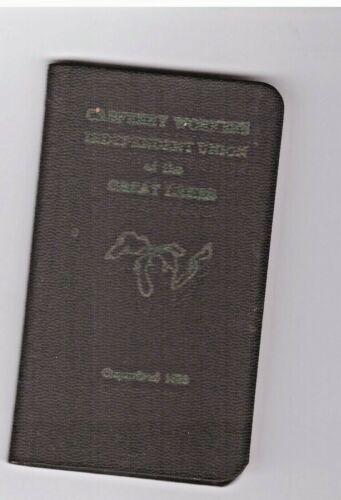 CARFERRY WORKERS
INDEPENDENT UNION
of the
GREAT LAKES
Organized